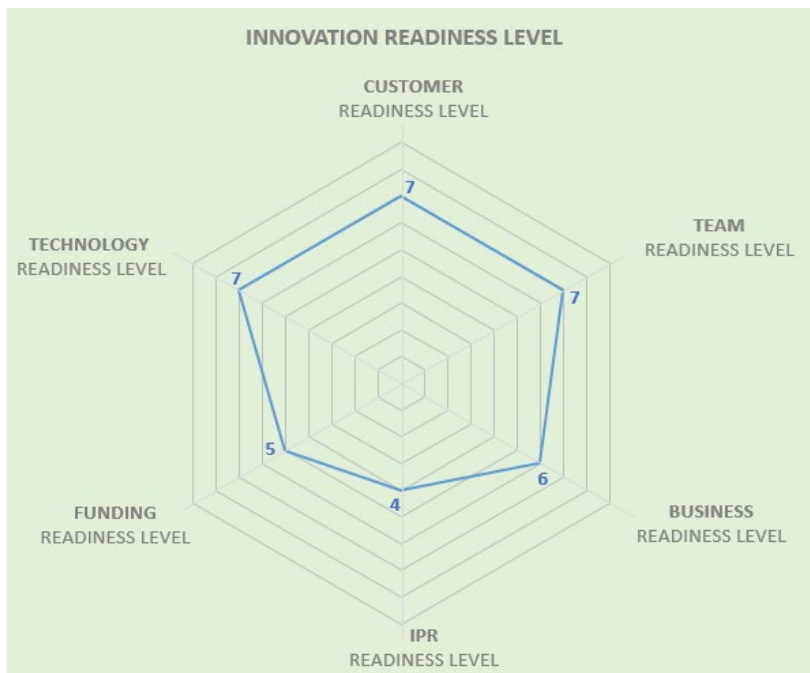 INNOVATION READINESS LEVEL
CUSTOMER
READINESS LEVEL
7
TEAM
READINESS LEVEL
TECHNOLOGY
READINESS LEVEL
7
7
5
4
6
FUNDING
READINESS LEVEL
BUSINESS
READINESS LEVEL
IPR
READINESS LEVEL